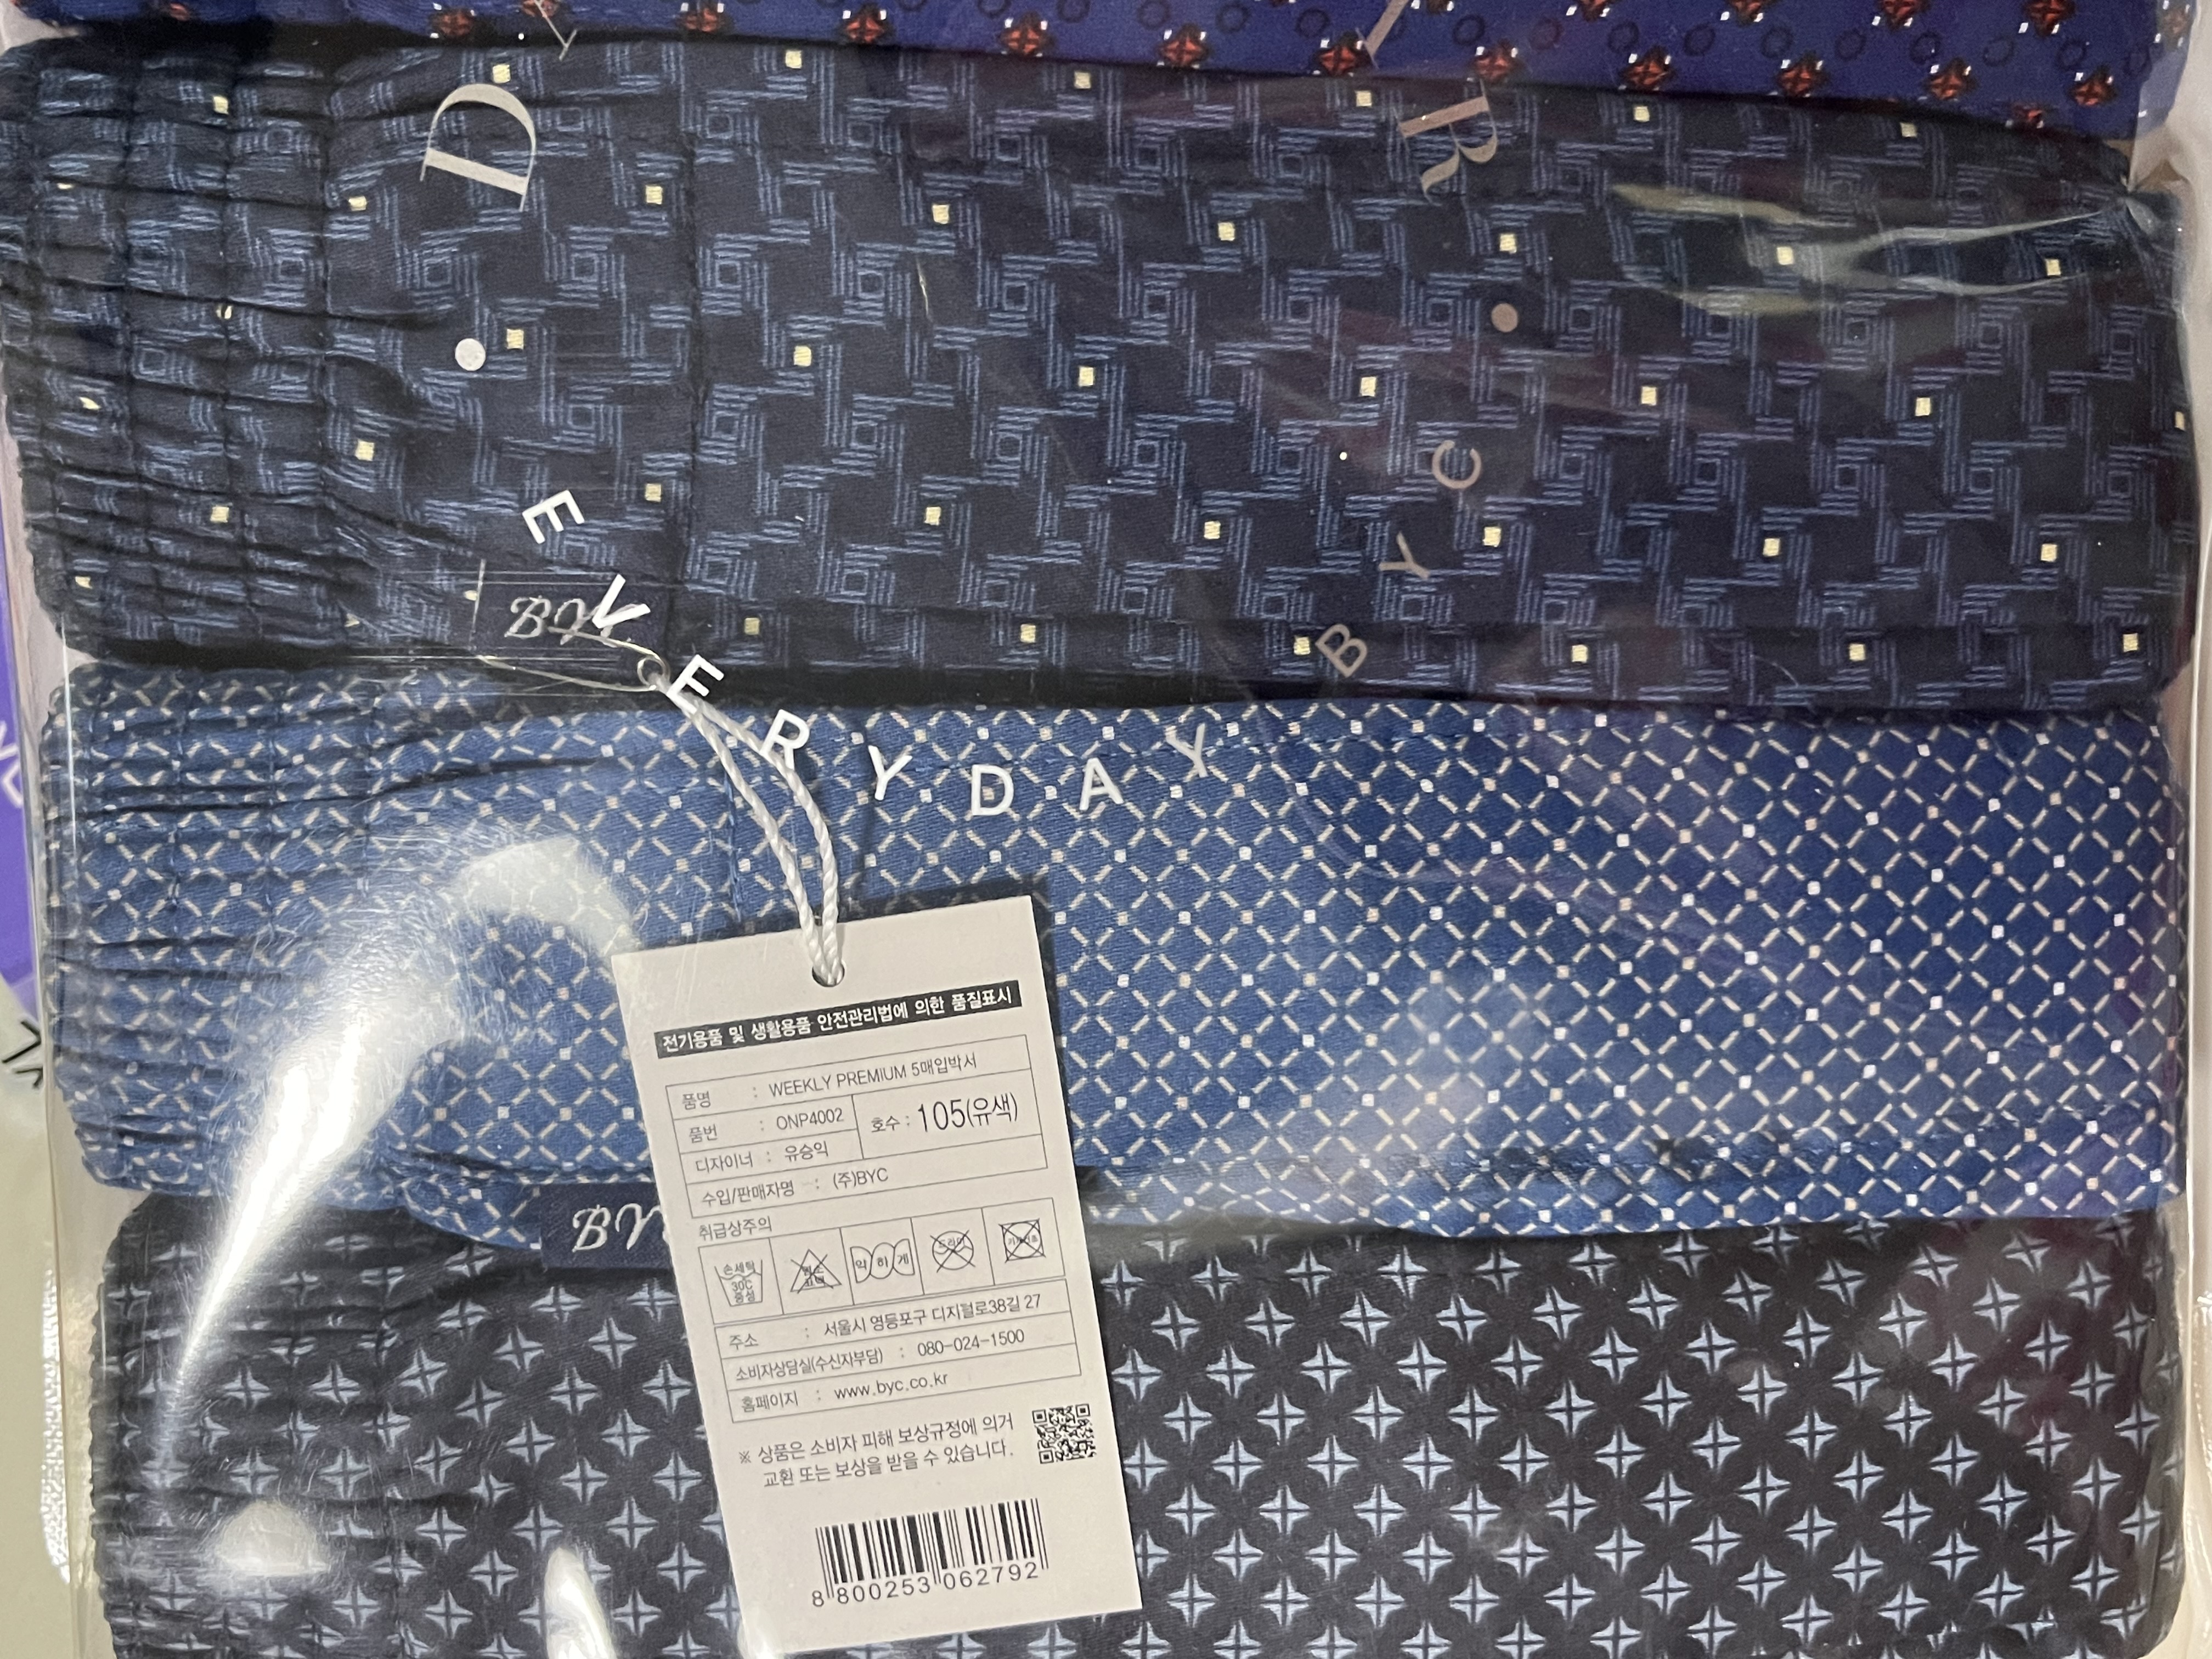 D
R
BYC
EVERYDAY
전기용품 및 생활용품 안전관리법에 의한 품질표시
품명 : WEEKLY PREMIUM 5매입박서
품번 : ONP4002
호수 : 105(유색)
디자이너 : 유승익
수입/판매자명 : (주)BYC
취급상주의
손세탁
30C
중성
약하게
드라이
주소 : 서울시 영등포구 디지털로38길 27
소비자상담실(수신자부담) : 080-024-1500
홈페이지 : www.byc.co.kr
※ 상품은 소비자 피해 보상규정에 의거
교환 또는 보상을 받을 수 있습니다.
8 800253 062792